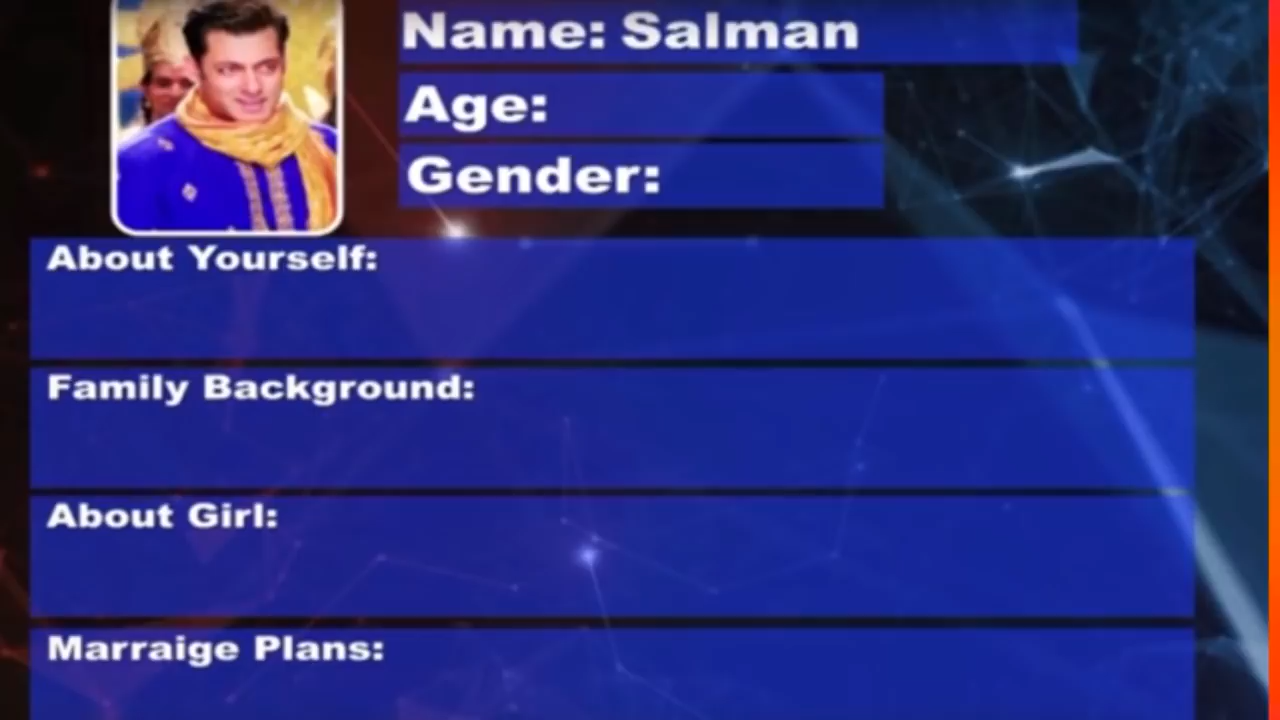 Name: Salman
Age:
Gender:
About Yourself:
Family Background:
About Girl:
Marraige Plans: